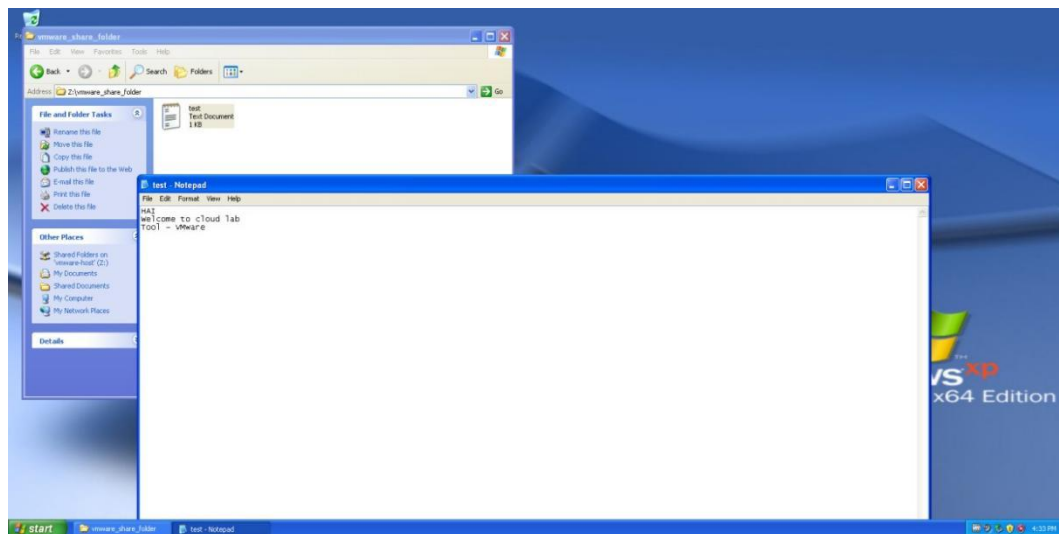 vmware_share_folder
File Edit View Favorites Tools Help
Back Search Folders
Address Z:\vmware_share_folder Go
File and Folder Tasks
Rename this file
Move this file
Copy this file
Publish this file to the Web
E-mail this file
Print this file
Delete this file
Other Places
Shared Folders on
'vmware-host' (Z:)
My Documents
Shared Documents
My Computer
My Network Places
Details
test
Text Document
1 KB
test - Notepad
File Edit Format View Help
HAI
Welcome to cloud lab
Tool - VMware
xp
x64 Edition
start vmware_share_folder test - Notepad 4:33 PM